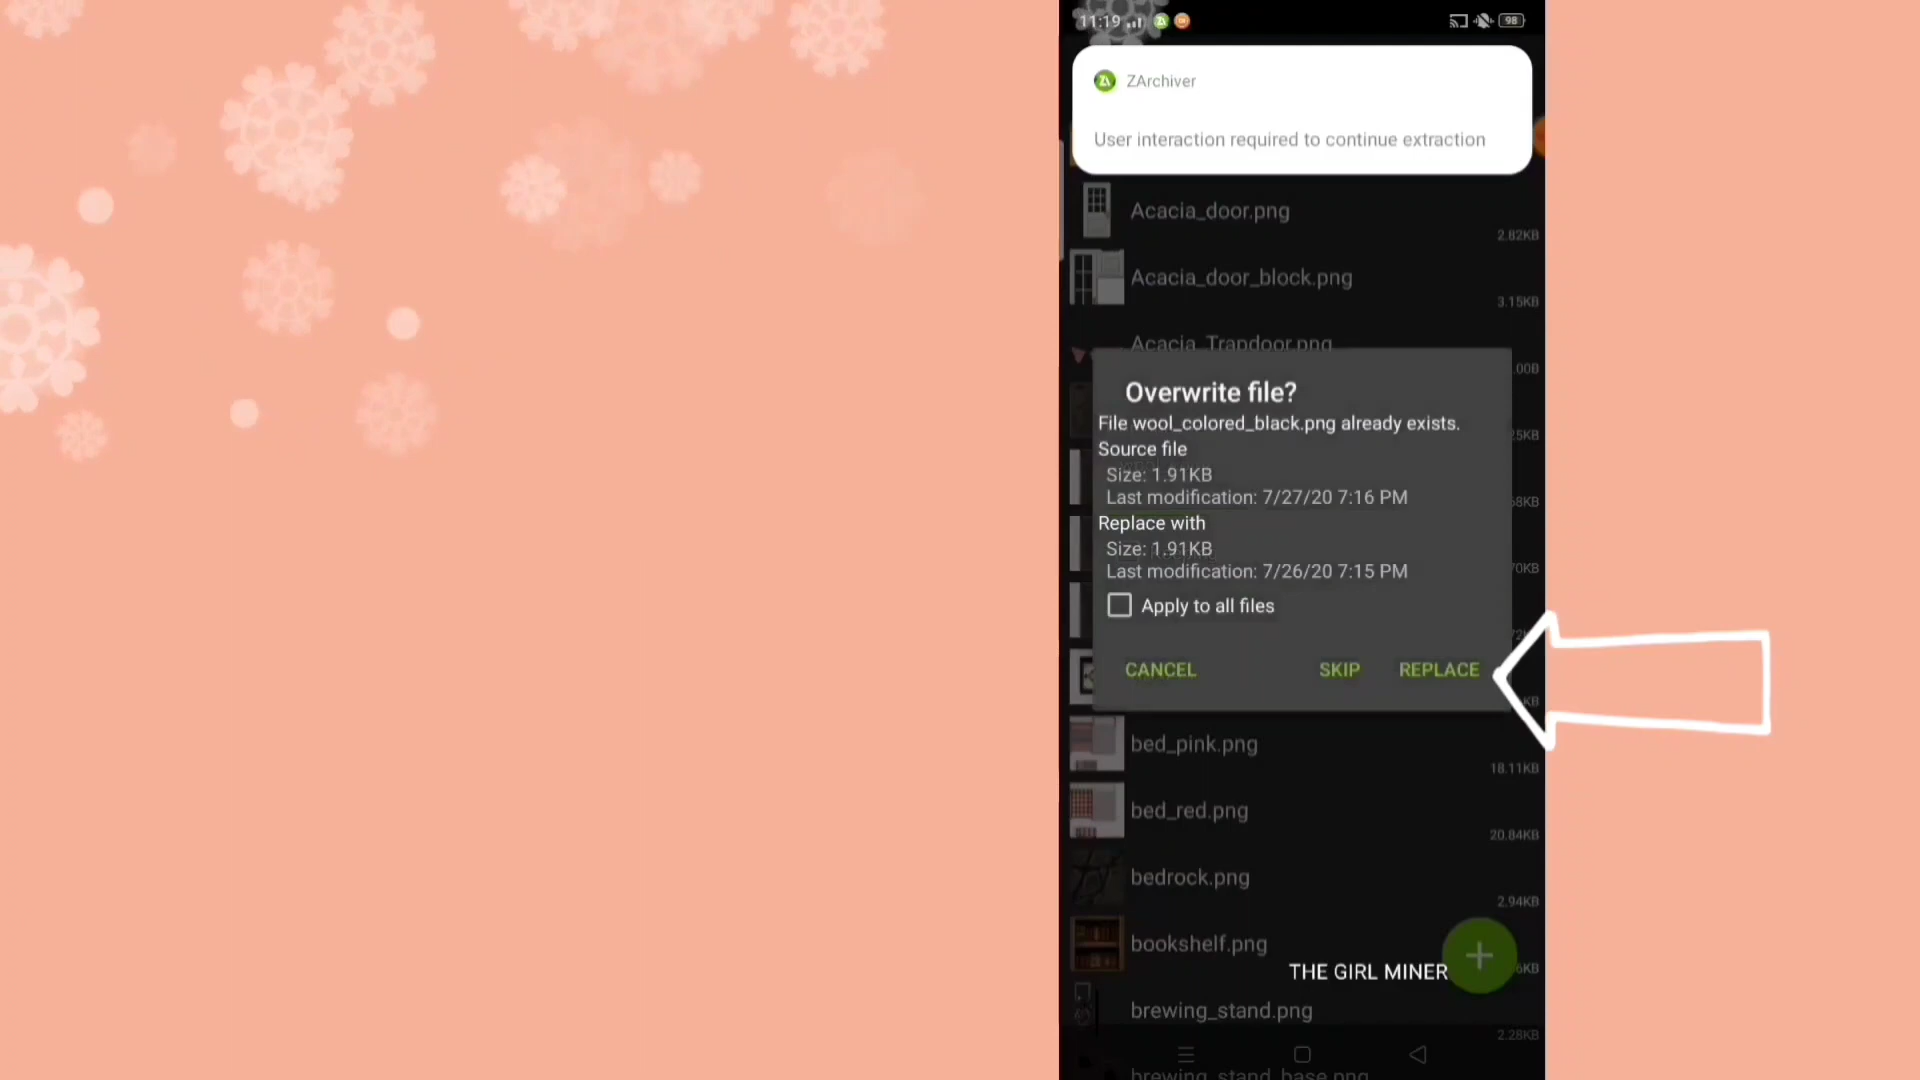 11:19
98
ZArchiver
User interaction required to continue extraction
Acacia_door.png
2.82KB
Acacia_door_block.png
3.15KB
Acacia_Trapdoor.png
Overwrite file?
File wool_colored_black.png already exists.
Source file
Size: 1.91KB
Last modification: 7/27/20 7:16 PM
Replace with
Size: 1.91KB
Last modification: 7/26/20 7:15 PM
Apply to all files
CANCEL SKIP REPLACE
bed_pink.png
18.11KB
bed_red.png
20.84KB
bedrock.png
2.94KB
bookshelf.png
THE GIRL MINER
brewing_stand.png
2.28KB
brewing_stand_base.png